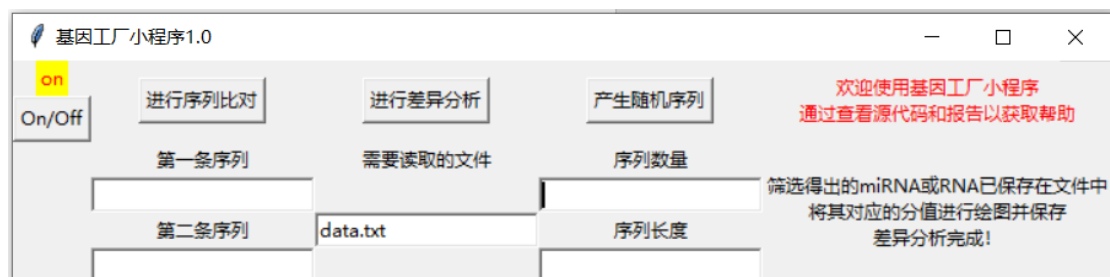 基因工厂小程序1.0
on
On/Off
进行序列比对
进行差异分析
产生随机序列
欢迎使用基因工厂小程序
通过查看源代码和报告以获取帮助
第一条序列
需要读取的文件
序列数量
筛选得出的miRNA或RNA已保存在文件中
将其对应的分值进行绘图并保存
差异分析完成!
第二条序列
data.txt
序列长度